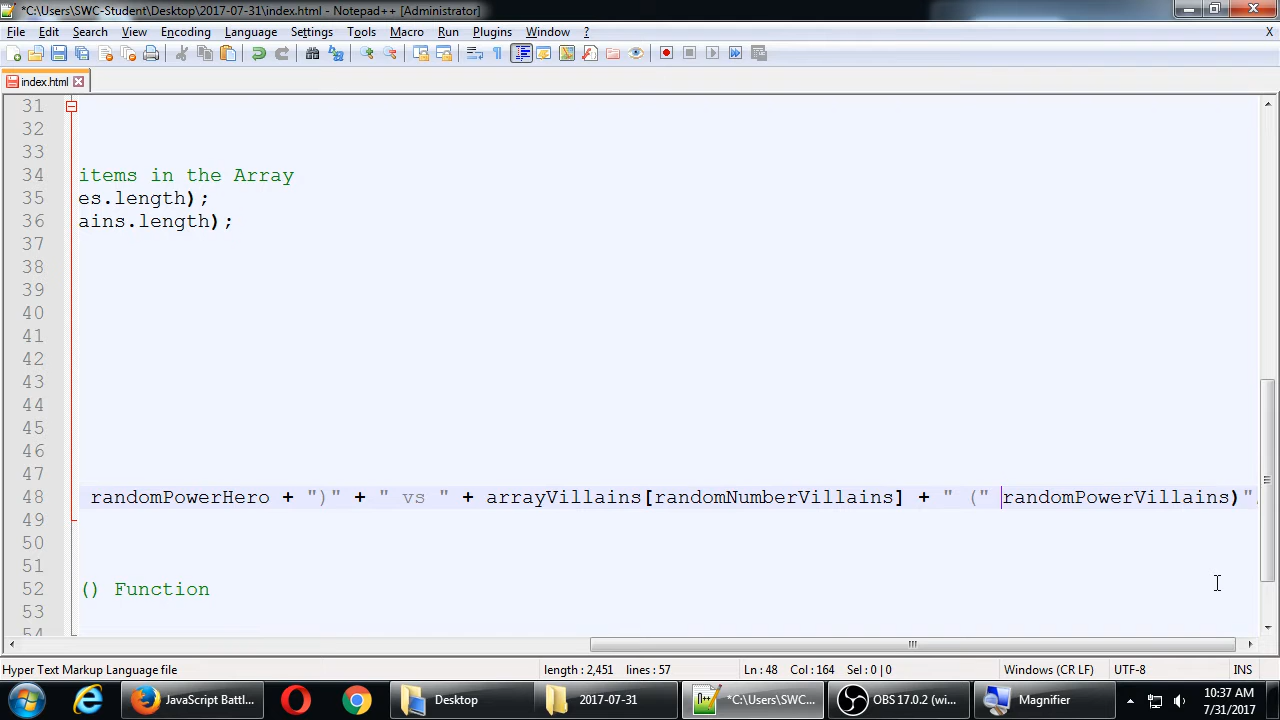 *C:\Users\SWC-Student\Desktop\2017-07-31\index.html - Notepad++ [Administrator]
File Edit Search View Encoding Language Settings Tools Macro Run Plugins Window ? X
index.html
31
32
33
34 items in the Array
35 es.length);
36 ains.length);
37
38
39
40
41
42
43
44
45
46
47
48 randomPowerHero + ")" + " vs " + arrayVillains[randomNumberVillains] + " (" randomPowerVillains)"
49
50
51
52 () Function
53
54
Hyper Text Markup Language file length : 2,451 lines : 57 Ln : 48 Col : 164 Sel : 0 | 0 Windows (CR LF) UTF-8 INS
JavaScript Battl... Desktop 2017-07-31 *C:\Users\SWC... OBS 17.0.2 (wi... Magnifier 10:37 AM
7/31/2017